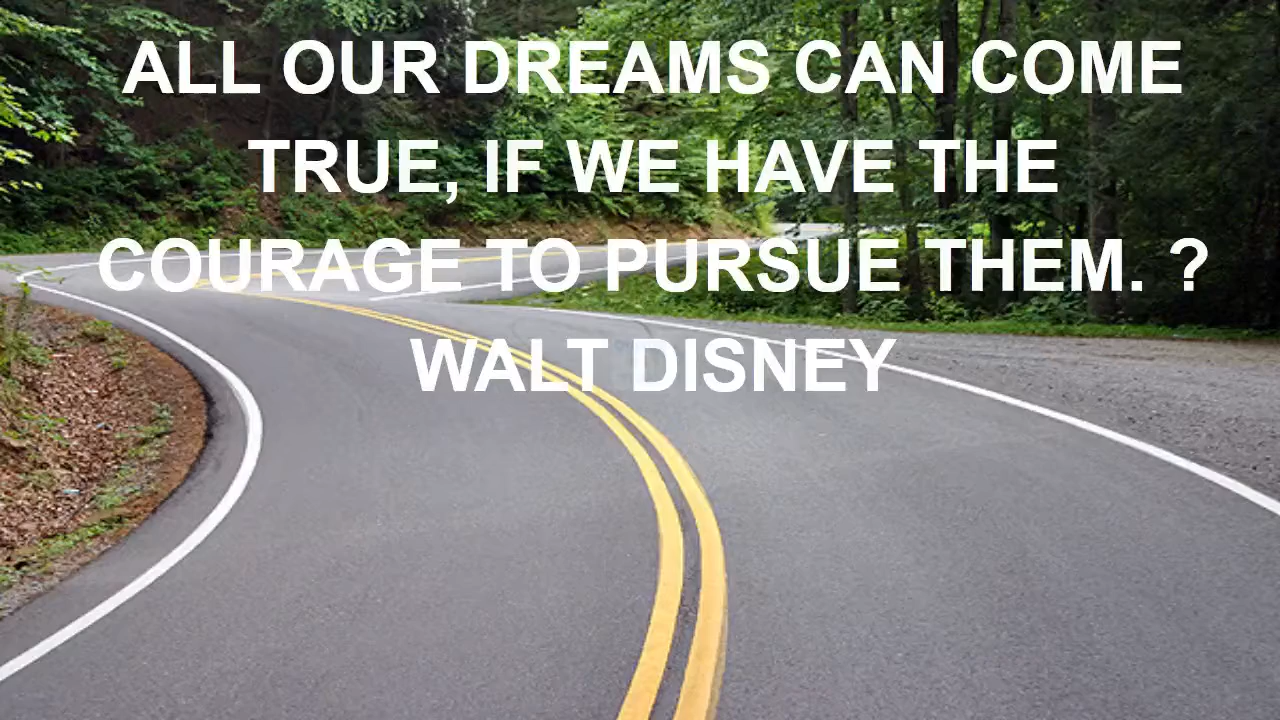 ALL OUR DREAMS CAN COME
TRUE, IF WE HAVE THE
COURAGE TO PURSUE THEM. ?
WALT DISNEY